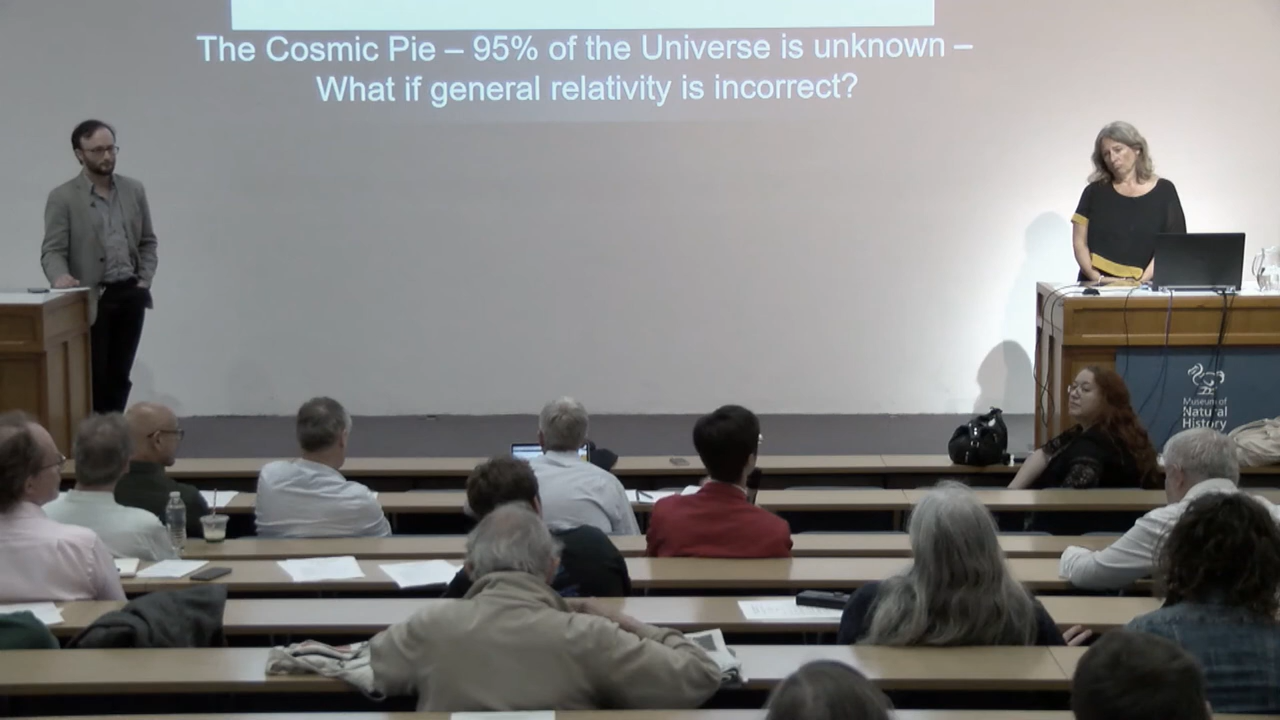 The Cosmic Pie – 95% of the Universe is unknown –
What if general relativity is incorrect?
Museum of
Natural
History